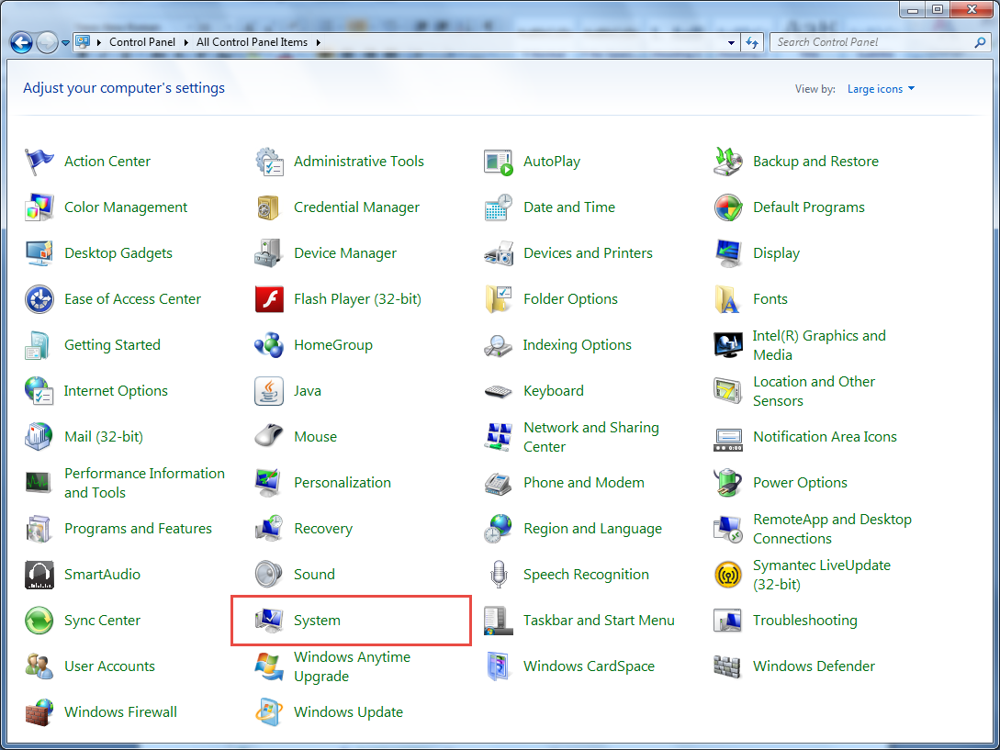 Control Panel All Control Panel Items Search Control Panel
Adjust your computer's settings View by: Large icons
Action Center Administrative Tools AutoPlay Backup and Restore
Color Management Credential Manager Date and Time Default Programs
Desktop Gadgets Device Manager Devices and Printers Display
Ease of Access Center Flash Player (32-bit) Folder Options Fonts
Getting Started HomeGroup Indexing Options Intel(R) Graphics and
Media
Internet Options Java Keyboard Location and Other
Sensors
Mail (32-bit) Mouse Network and Sharing Notification Area Icons
Center
Performance Information Personalization Phone and Modem Power Options
and Tools
Programs and Features Recovery Region and Language RemoteApp and Desktop
Connections
SmartAudio Sound Speech Recognition Symantec LiveUpdate
(32-bit)
Sync Center System Taskbar and Start Menu Troubleshooting
User Accounts Windows Anytime Windows CardSpace Windows Defender
Upgrade
Windows Firewall Windows Update